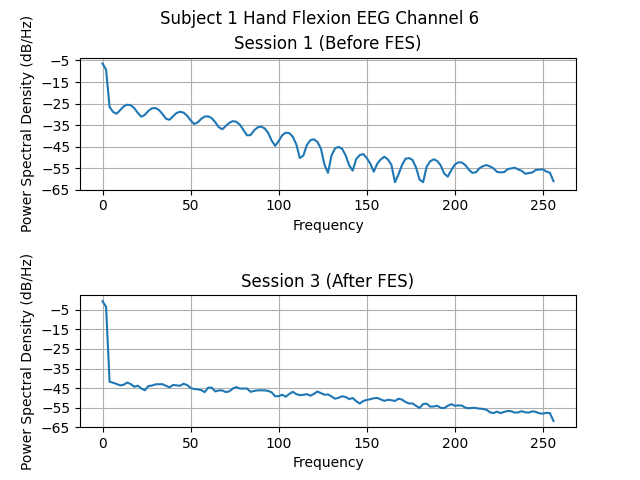 Subject 1 Hand Flexion EEG Channel 6
Session 1 (Before FES)
Power Spectral Density (dB/Hz)
−5
−15
−25
−35
−45
−55
−65
0 50 100 150 200 250
Frequency
Session 3 (After FES)
Power Spectral Density (dB/Hz)
−5
−15
−25
−35
−45
−55
−65
0 50 100 150 200 250
Frequency